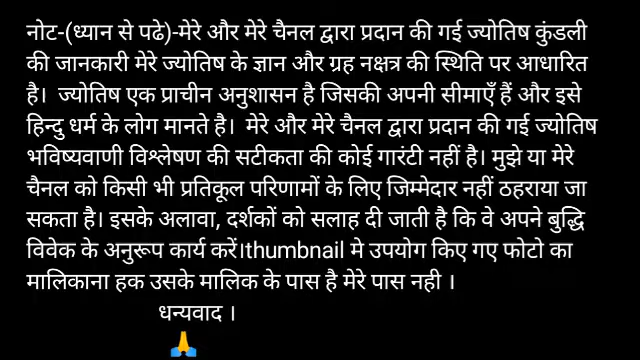 नोट-(ध्यान से पढे)-मेरे और मेरे चैनल द्वारा प्रदान की गई ज्योतिष कुंडली
की जानकारी मेरे ज्योतिष के ज्ञान और ग्रह नक्षत्र की स्थिति पर आधारित
है। ज्योतिष एक प्राचीन अनुशासन है जिसकी अपनी सीमाएँ हैं और इसे
हिन्दु धर्म के लोग मानते है। मेरे और मेरे चैनल द्वारा प्रदान की गई ज्योतिष
भविष्यवाणी विश्लेषण की सटीकता की कोई गारंटी नहीं है। मुझे या मेरे
चैनल को किसी भी प्रतिकूल परिणामों के लिए जिम्मेदार नहीं ठहराया जा
सकता है। इसके अलावा, दर्शकों को सलाह दी जाती है कि वे अपने बुद्धि
विवेक के अनुरूप कार्य करें।thumbnail मे उपयोग किए गए फोटो का
मालिकाना हक उसके मालिक के पास है मेरे पास नही ।
धन्यवाद ।
🙏